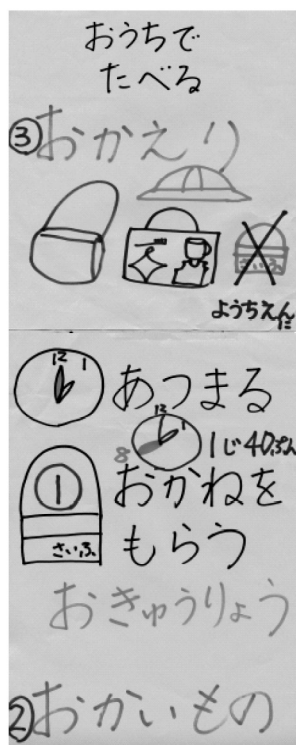 おうちで
たべる
③おかえり
さいふ
ようちえんに
12
1
あつまる
12
8
1じ40ぷん
1
おかねを
さいふ
もらう
おきゅうりょう
②おかいもの